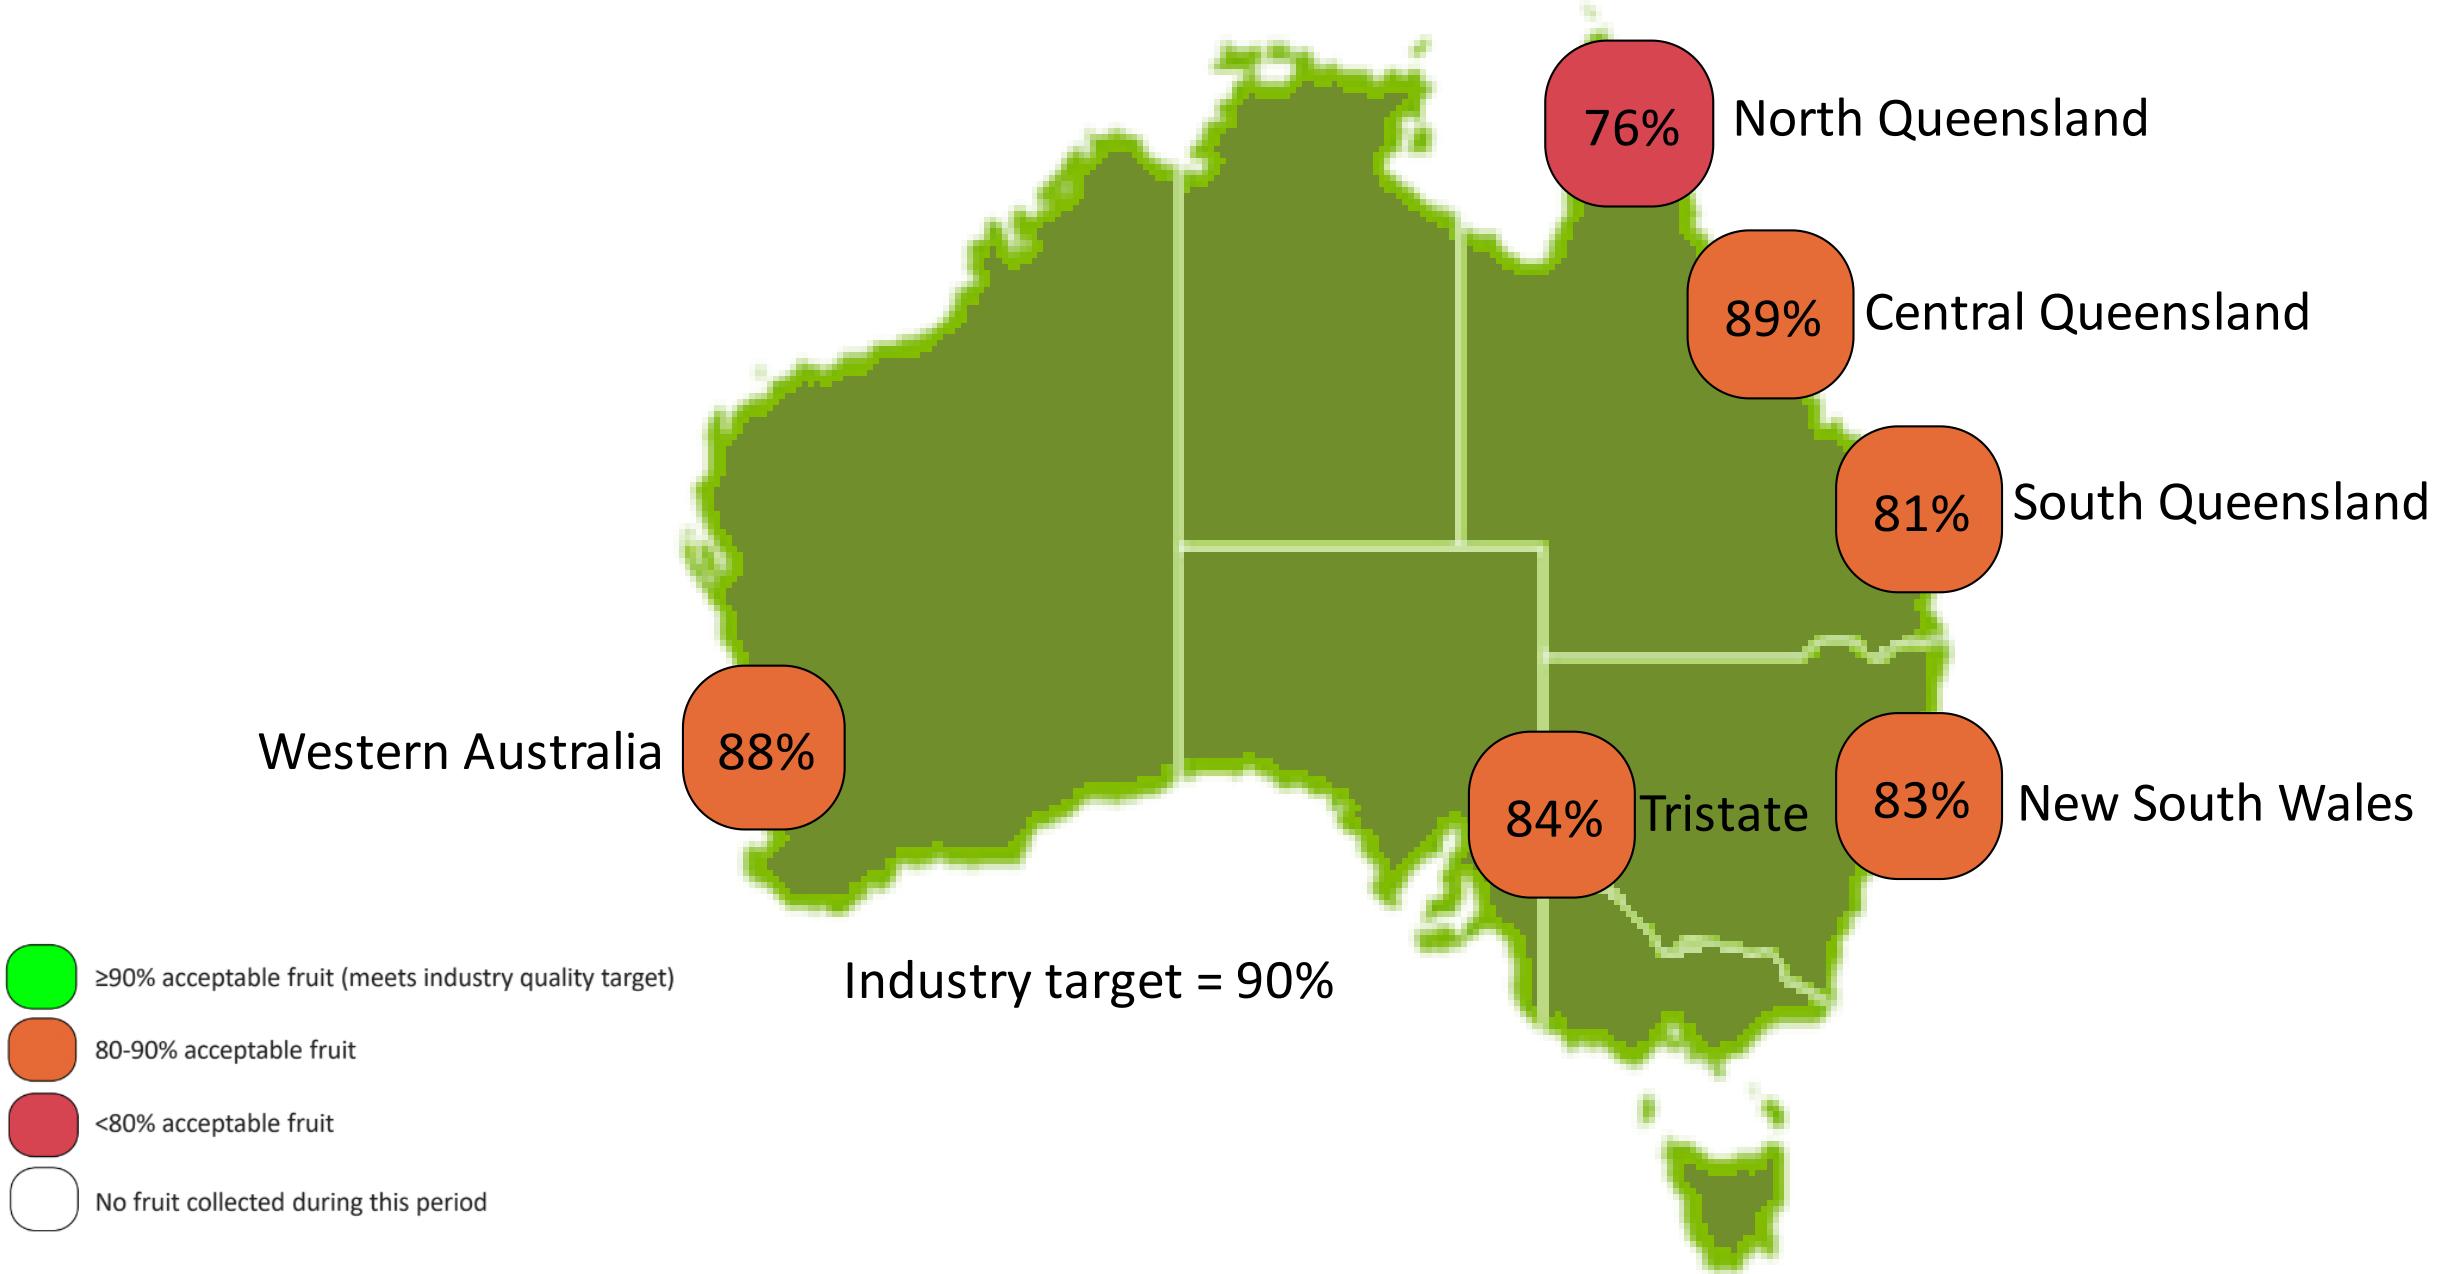 76% North Queensland
89% Central Queensland
81% South Queensland
Western Australia 88%
84% Tristate
83% New South Wales
Industry target = 90%
≥90% acceptable fruit (meets industry quality target)
80-90% acceptable fruit
<80% acceptable fruit
No fruit collected during this period